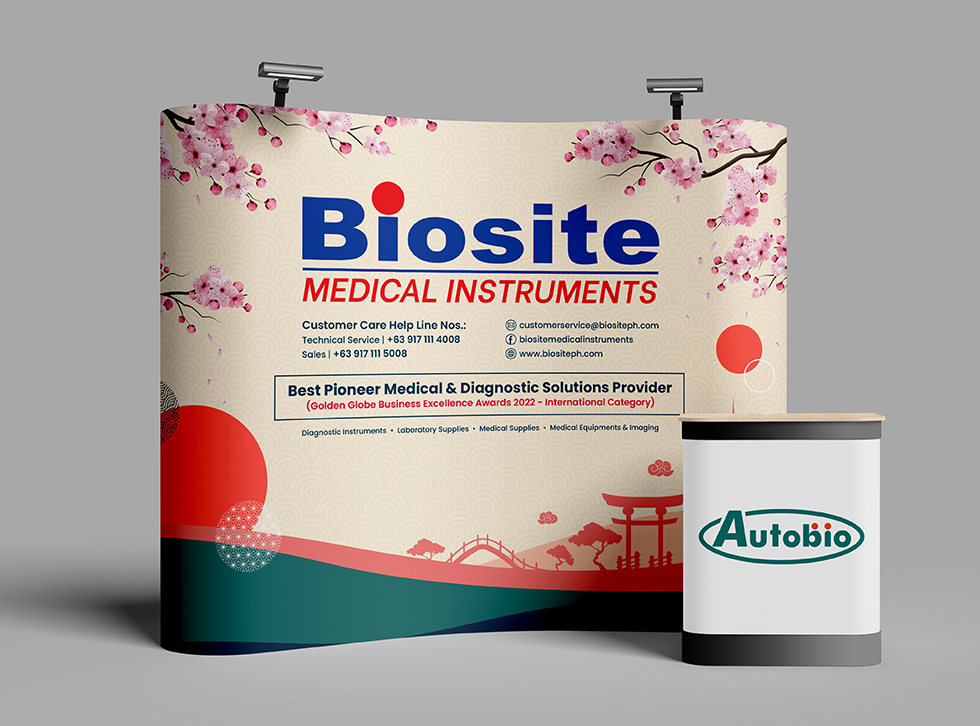 Biosite
MEDICAL INSTRUMENTS
Customer Care Help Line Nos.:
Technical Service | +63 917 111 4008
Sales | +63 917 111 5008
customerservice@biositeph.com
biositemedicalinstruments
www.biositeph.com
Best Pioneer Medical & Diagnostic Solutions Provider
(Golden Globe Business Excellence Awards 2022 - International Category)
Diagnostic Instruments • Laboratory Supplies • Medical Supplies • Medical Equipments & Imaging
Autobio